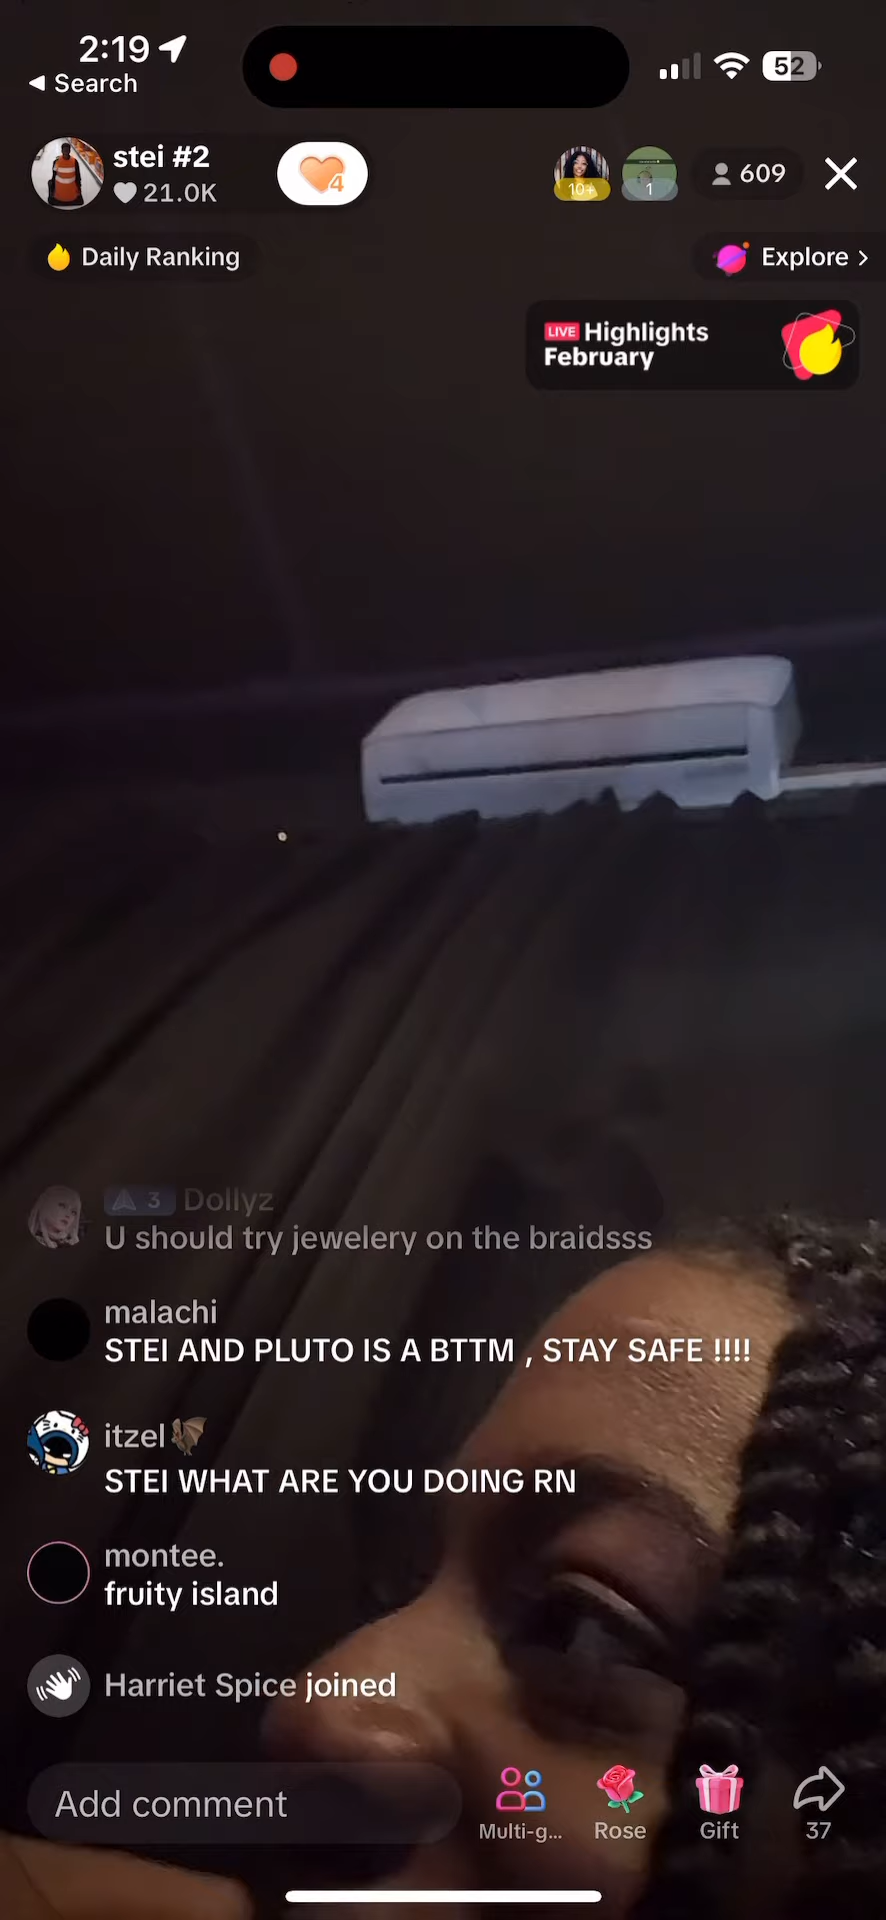 2:19
52
Search
stei #2
21.0K
4
10+
1
609
Daily Ranking
Explore
LIVE Highlights
February
3 Dollyz
U should try jewelery on the braidsss
malachi
STEI AND PLUTO IS A BTTM , STAY SAFE !!!!
itzel
STEI WHAT ARE YOU DOING RN
montee.
fruity island
Harriet Spice joined
Add comment
Multi-g...
Rose
Gift
37